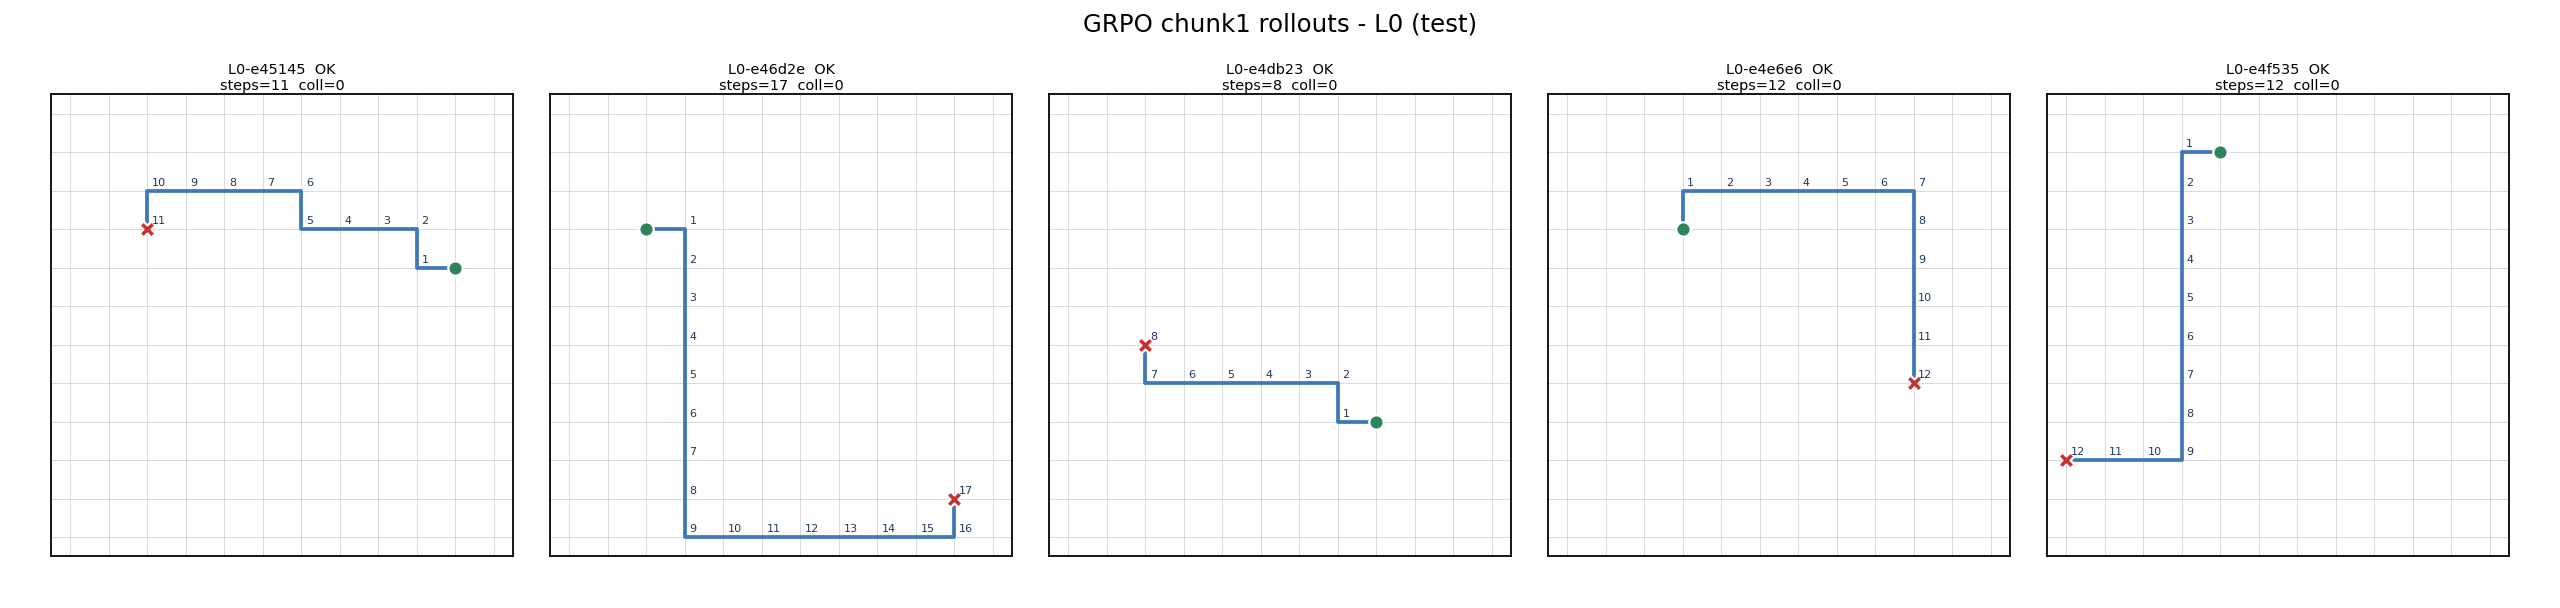 GRPO chunk1 rollouts - L0 (test)
L0-e45145 OK
steps=11 coll=0
10 9 8 7 6
11 5 4 3 2
1
L0-e46d2e OK
steps=17 coll=0
1
2
3
4
5
6
7
8 17
9 10 11 12 13 14 15 16
L0-e4db23 OK
steps=8 coll=0
8
7 6 5 4 3 2
1
L0-e4e6e6 OK
steps=12 coll=0
1 2 3 4 5 6 7
8
9
10
11
12
L0-e4f535 OK
steps=12 coll=0
1
2
3
4
5
6
7
8
12 11 10 9